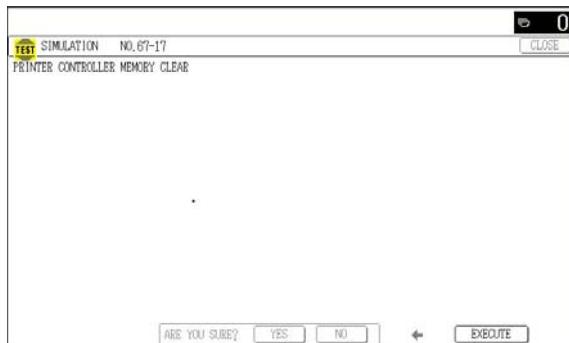 0
TEST SIMULATION NO.67-17 CLOSE
PRINTER CONTROLLER MEMORY CLEAR
ARE YOU SURE? YES NO EXECUTE